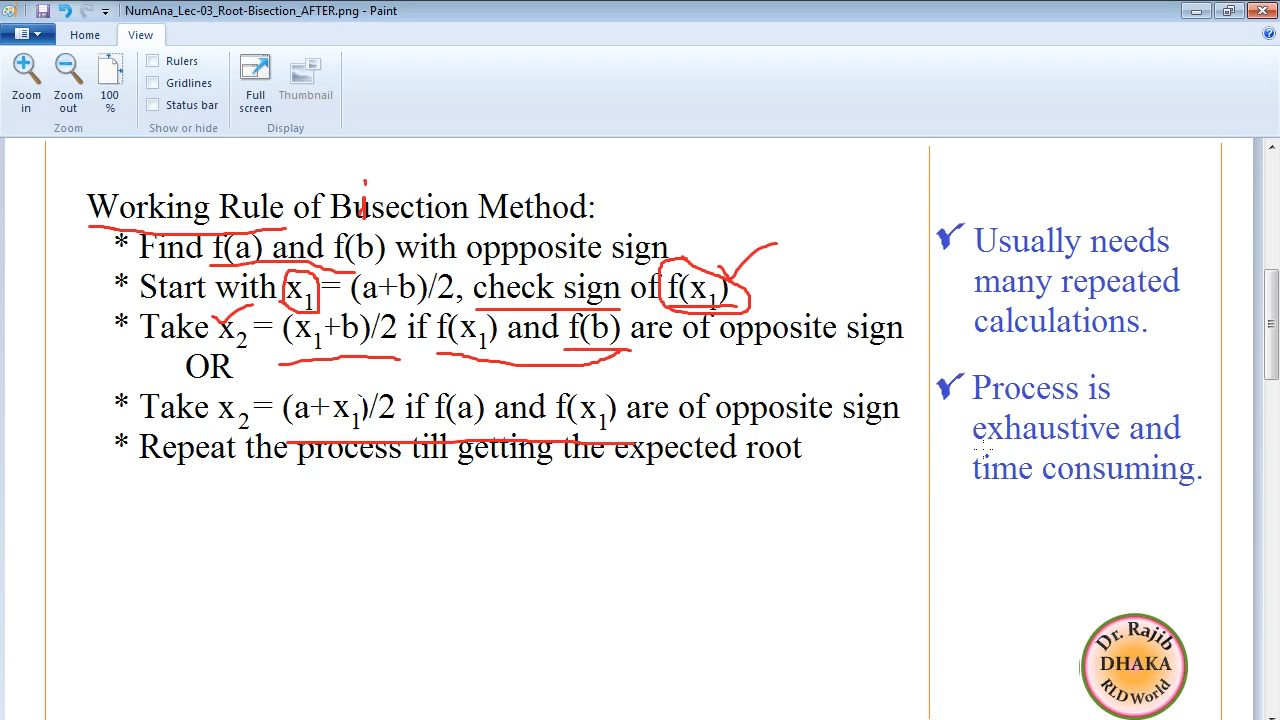 NumAna_Lec-03_Root-Bisection_AFTER.png - Paint
Home
View
Zoom in
Zoom out
100 %
Rulers
Gridlines
Status bar
Full screen
Thumbnail
Zoom
Show or hide
Display
Working Rule of Bisection Method:
* Find f(a) and f(b) with oppposite sign
* Start with x₁ = (a+b)/2, check sign of f(x₁)
* Take x₂ = (x₁+b)/2 if f(x₁) and f(b) are of opposite sign
OR
* Take x₂ = (a+x₁)/2 if f(a) and f(x₁) are of opposite sign
* Repeat the process till getting the expected root
✓ Usually needs
many repeated
calculations.
✓ Process is
exhaustive and
time consuming.
Dr. Rajib
DHAKA
RLD World